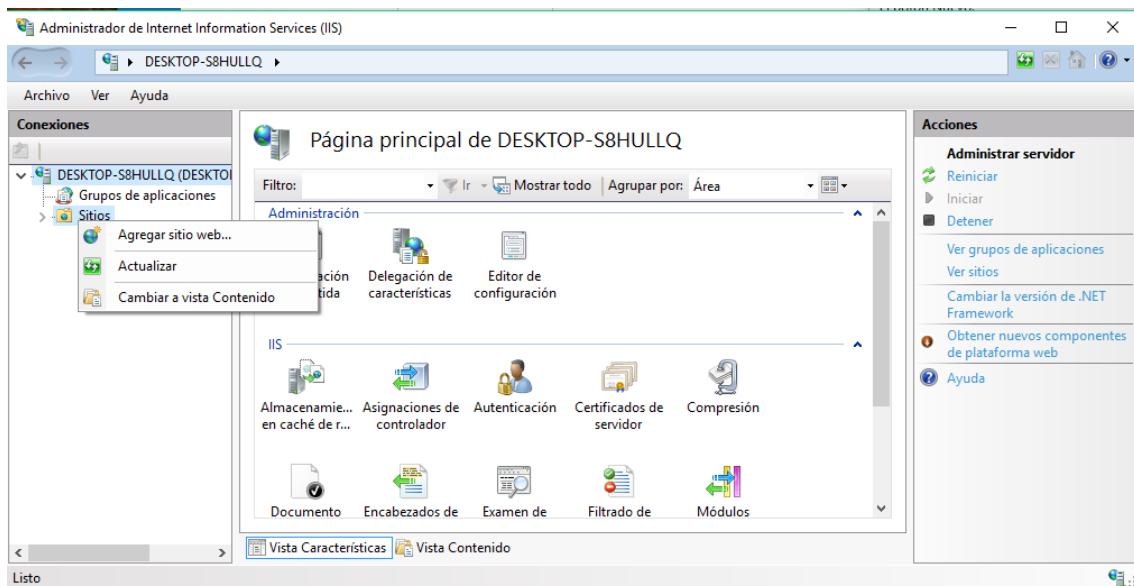 Administrador de Internet Information Services (IIS)
DESKTOP-S8HULLQ
Archivo Ver Ayuda
Conexiones
DESKTOP-S8HULLQ (DESKTO
Grupos de aplicaciones
Sitios
Agregar sitio web...
Actualizar
Cambiar a vista Contenido
Página principal de DESKTOP-S8HULLQ
Filtro: Ir Mostrar todo Agrupar por: Área
Administración
Delegación de
características
Editor de
configuración
IIS
Almacenamie...
en caché de r...
Asignaciones de
controlador
Autenticación
Certificados de
servidor
Compresión
Documento
Encabezados de
Examen de
Filtrado de
Módulos
Vista Características
Vista Contenido
Acciones
Administrar servidor
Reiniciar
Iniciar
Detener
Ver grupos de aplicaciones
Ver sitios
Cambiar la versión de .NET
Framework
Obtener nuevos componentes
de plataforma web
Ayuda
Listo